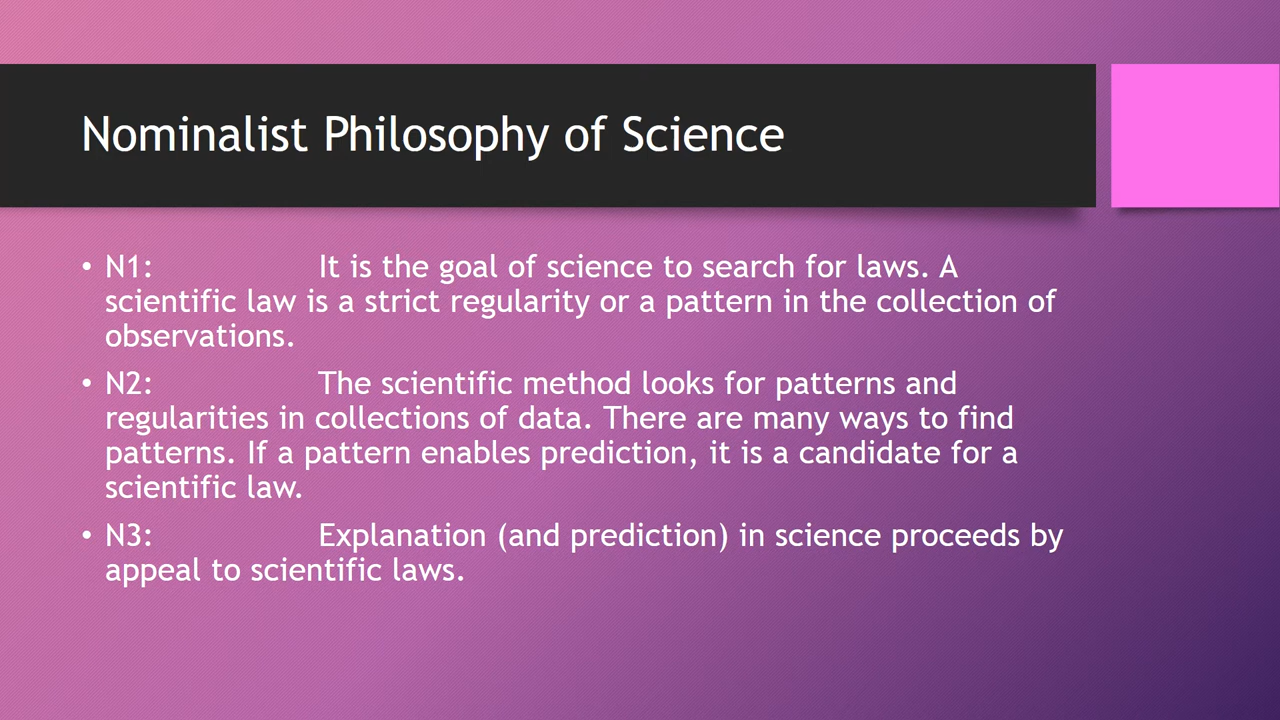 Nominalist Philosophy of Science
• N1: It is the goal of science to search for laws. A
scientific law is a strict regularity or a pattern in the collection of
observations.
• N2: The scientific method looks for patterns and
regularities in collections of data. There are many ways to find
patterns. If a pattern enables prediction, it is a candidate for a
scientific law.
• N3: Explanation (and prediction) in science proceeds by
appeal to scientific laws.